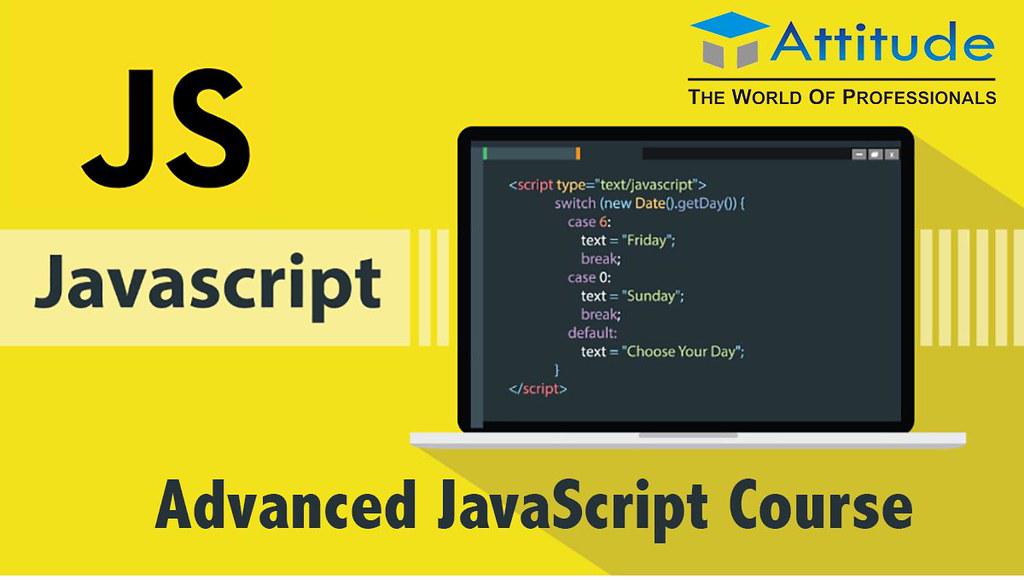 JS
Attitude
THE WORLD OF PROFESSIONALS
Javascript
<script type="text/javascript">
switch (new Date().getDay()) {
case 6:
text = "Friday";
break;
case 0:
text = "Sunday";
break;
default:
text = "Choose Your Day";
}
</script>
Advanced JavaScript Course